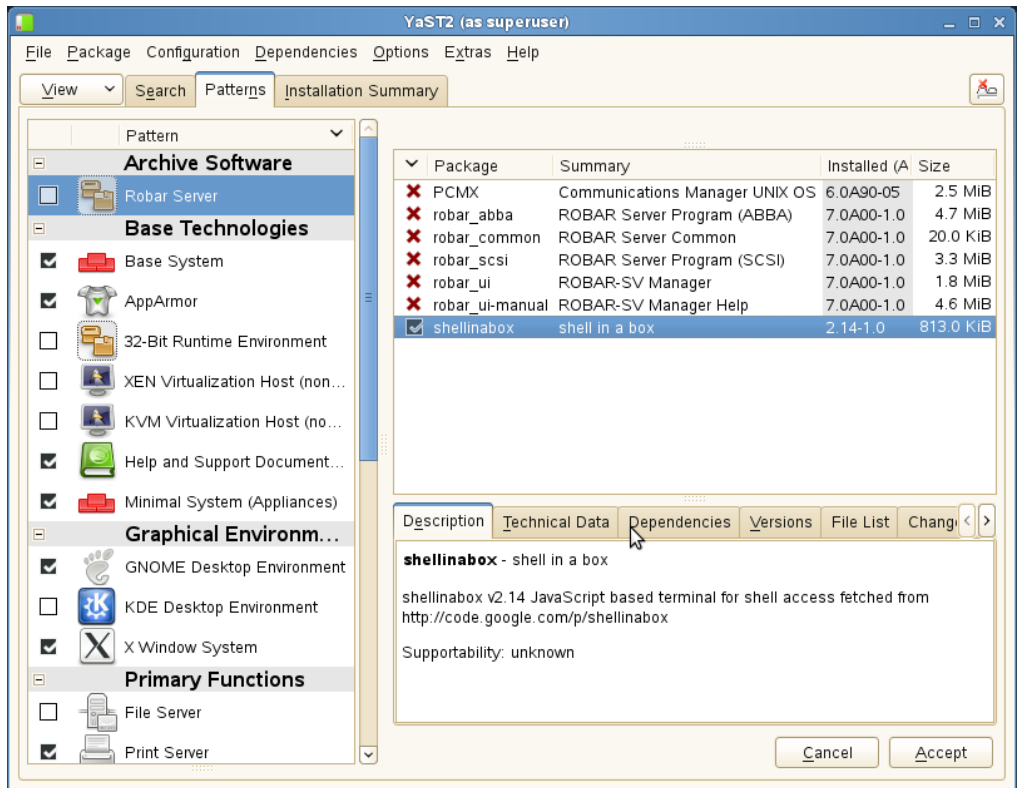 YaST2 (as superuser)
File Package Configuration Dependencies Options Extras Help
View Search Patterns Installation Summary
Pattern
Archive Software
Robar Server
Base Technologies
Base System
AppArmor
32-Bit Runtime Environment
XEN Virtualization Host (non...
KVM Virtualization Host (no...
Help and Support Document...
Minimal System (Appliances)
Graphical Environm...
GNOME Desktop Environment
KDE Desktop Environment
X Window System
Primary Functions
File Server
Print Server
Package Summary Installed (A Size
PCMX Communications Manager UNIX OS 6.0A90-05 2.5 MiB
robar_abba ROBAR Server Program (ABBA) 7.0A00-1.0 4.7 MiB
robar_common ROBAR Server Common 7.0A00-1.0 20.0 KiB
robar_scsi ROBAR Server Program (SCSI) 7.0A00-1.0 3.3 MiB
robar_ui ROBAR-SV Manager 7.0A00-1.0 1.8 MiB
robar_ui-manual ROBAR-SV Manager Help 7.0A00-1.0 4.6 MiB
shellinabox shell in a box 2.14-1.0 813.0 KiB
Description Technical Data Dependencies Versions File List Chang
shellinabox - shell in a box
shellinabox v2.14 JavaScript based terminal for shell access fetched from
http://code.google.com/p/shellinabox
Supportability: unknown
Cancel Accept